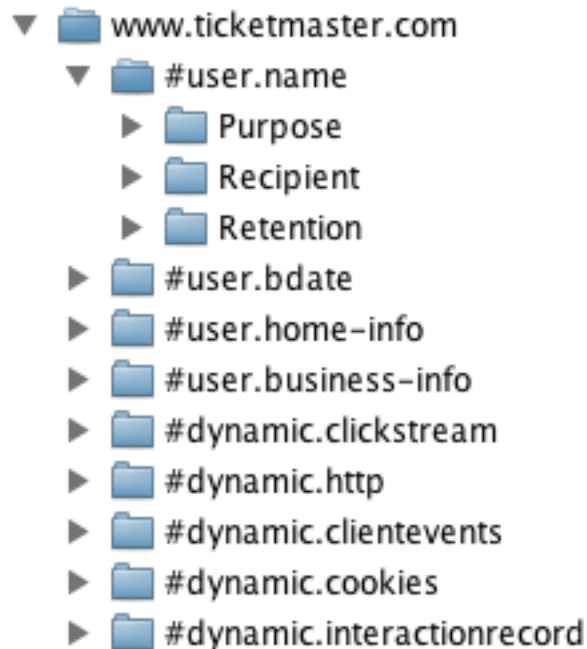 www.ticketmaster.com
#user.name
Purpose
Recipient
Retention
#user.bdate
#user.home-info
#user.business-info
#dynamic.clickstream
#dynamic.http
#dynamic.clientevents
#dynamic.cookies
#dynamic.interactionrecord